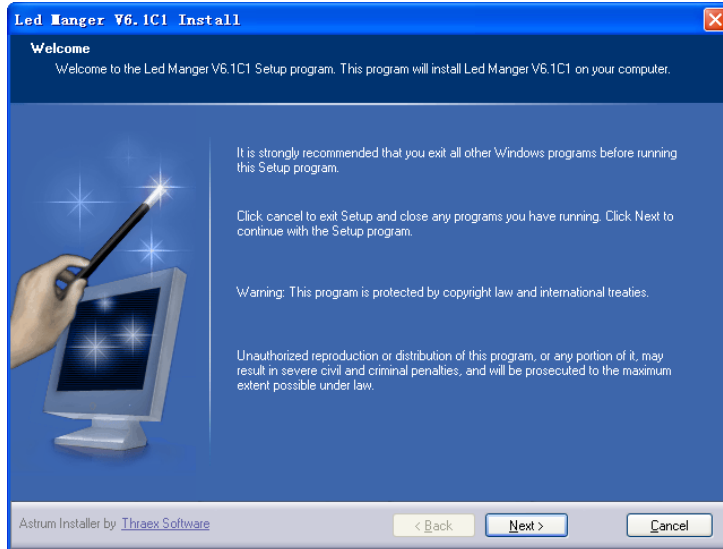 Led Manger V6.1C1 Install
Welcome
Welcome to the Led Manger V6.1C1 Setup program. This program will install Led Manger V6.1C1 on your computer.
It is strongly recommended that you exit all other Windows programs before running
this Setup program.
Click cancel to exit Setup and close any programs you have running. Click Next to
continue with the Setup program.
Warning: This program is protected by copyright law and international treaties.
Unauthorized reproduction or distribution of this program, or any portion of it, may
result in severe civil and criminal penalties, and will be prosecuted to the maximum
extent possible under law.
Astrum Installer by Thraex Software
< Back
Next >
Cancel